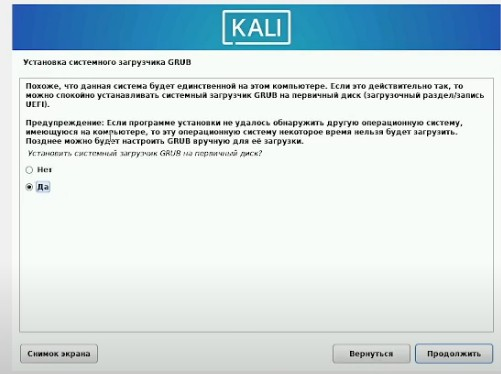 KALI
Установка системного загрузчика GRUB
Похоже, что данная система будет единственной на этом компьютере. Если это действительно так, то
можно спокойно устанавливать системный загрузчик GRUB на первичный диск (загрузочный раздел/запись
UEFI).
Предупреждение: Если программе установки не удалось обнаружить другую операционную систему,
имеющуюся на компьютере, то эту операционную систему некоторое время нельзя будет загрузить.
Позднее можно будет настроить GRUB вручную для её загрузки.
Установить системный загрузчик GRUB на первичный диск?
Нет
Да
Снимок экрана
Вернуться
Продолжить